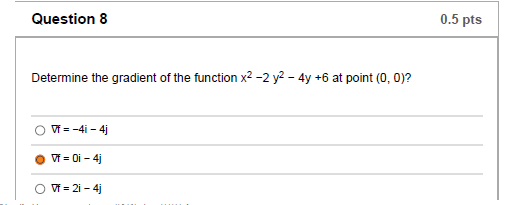 Question 8 0.5 pts
Determine the gradient of the function x² −2 y² − 4y +6 at point (0, 0)?
∇f = −4i − 4j
∇f = 0i − 4j
∇f = 2i − 4j